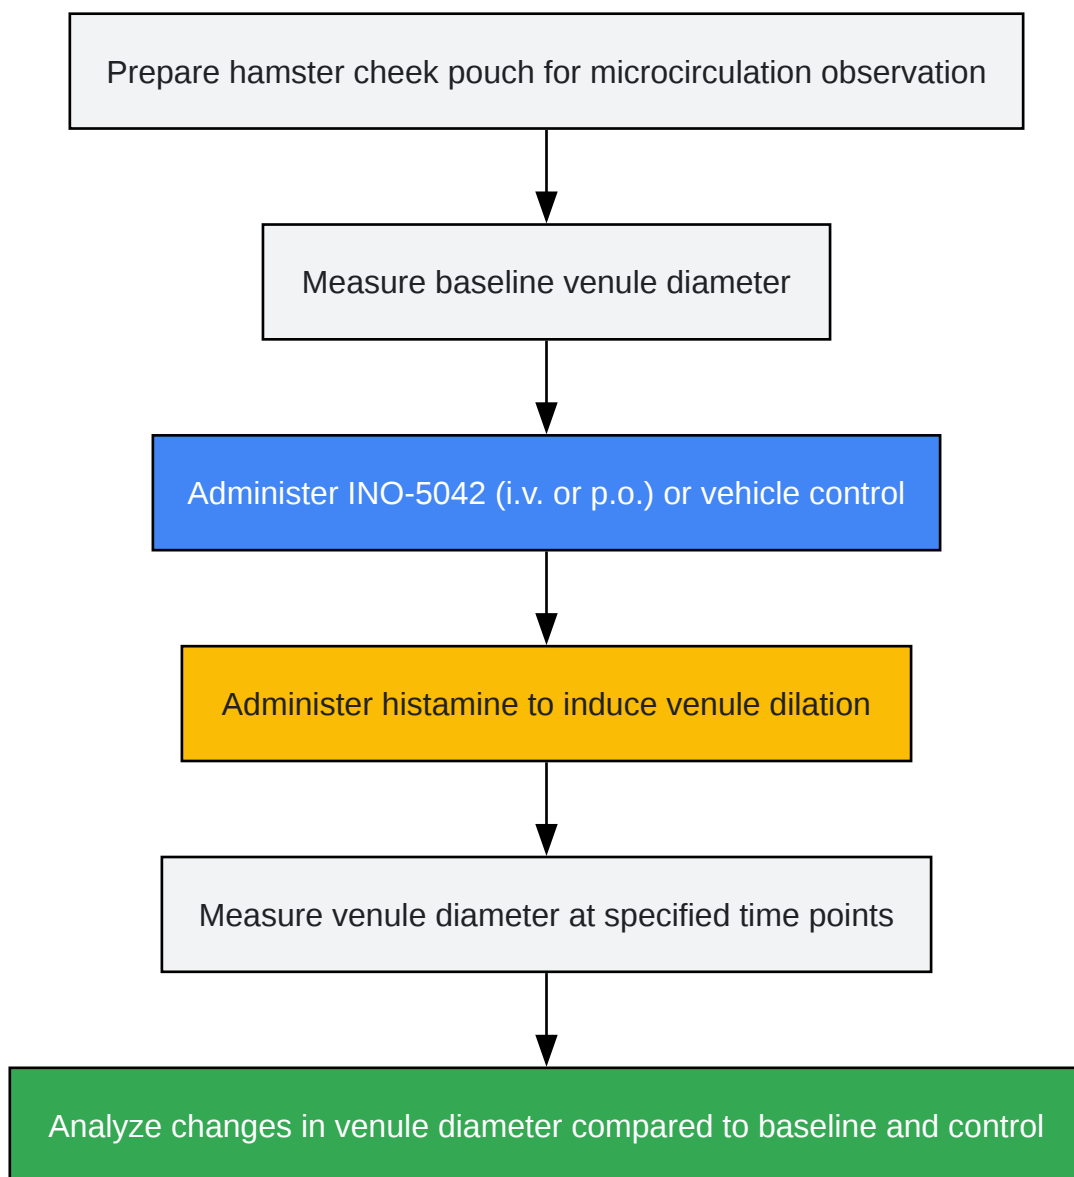 Prepare hamster cheek pouch for microcirculation observation
Measure baseline venule diameter
Administer INO-5042 (i.v. or p.o.) or vehicle control
Administer histamine to induce venule dilation
Measure venule diameter at specified time points
Analyze changes in venule diameter compared to baseline and control